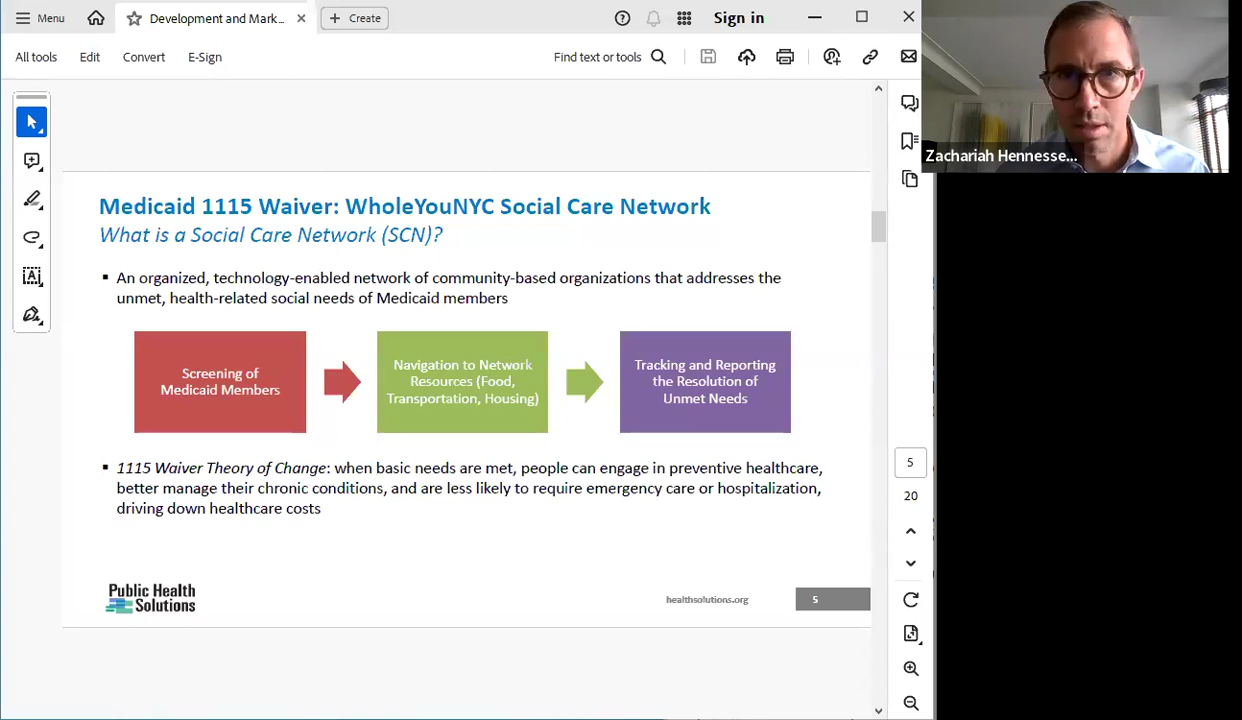 Menu
Development and Mark...
Create
Sign in
All tools
Edit
Convert
E-Sign
Find text or tools
Zachariah Hennesse...
Medicaid 1115 Waiver: WholeYouNYC Social Care Network
What is a Social Care Network (SCN)?
An organized, technology-enabled network of community-based organizations that addresses the
unmet, health-related social needs of Medicaid members
Screening of
Medicaid Members
Navigation to Network
Resources (Food,
Transportation, Housing)
Tracking and Reporting
the Resolution of
Unmet Needs
1115 Waiver Theory of Change: when basic needs are met, people can engage in preventive healthcare,
better manage their chronic conditions, and are less likely to require emergency care or hospitalization,
driving down healthcare costs
5
20
Public Health
Solutions
healthsolutions.org
5